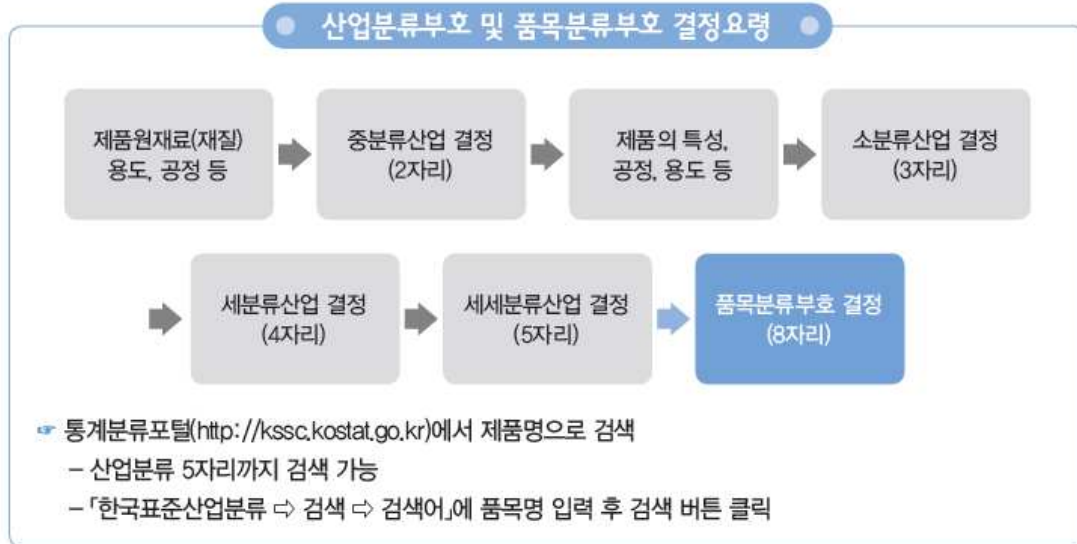 산업분류부호 및 품목분류부호 결정요령
제품원재료(재질)
용도, 공정 등
중분류산업 결정
(2자리)
제품의 특성,
공정, 용도 등
소분류산업 결정
(3자리)
세분류산업 결정
(4자리)
세세분류산업 결정
(5자리)
품목분류부호 결정
(8자리)
☞ 통계분류포털(http://kssc.kostat.go.kr)에서 제품명으로 검색
– 산업분류 5자리까지 검색 가능
– 「한국표준산업분류 ⇨ 검색 ⇨ 검색어」에 품목명 입력 후 검색 버튼 클릭